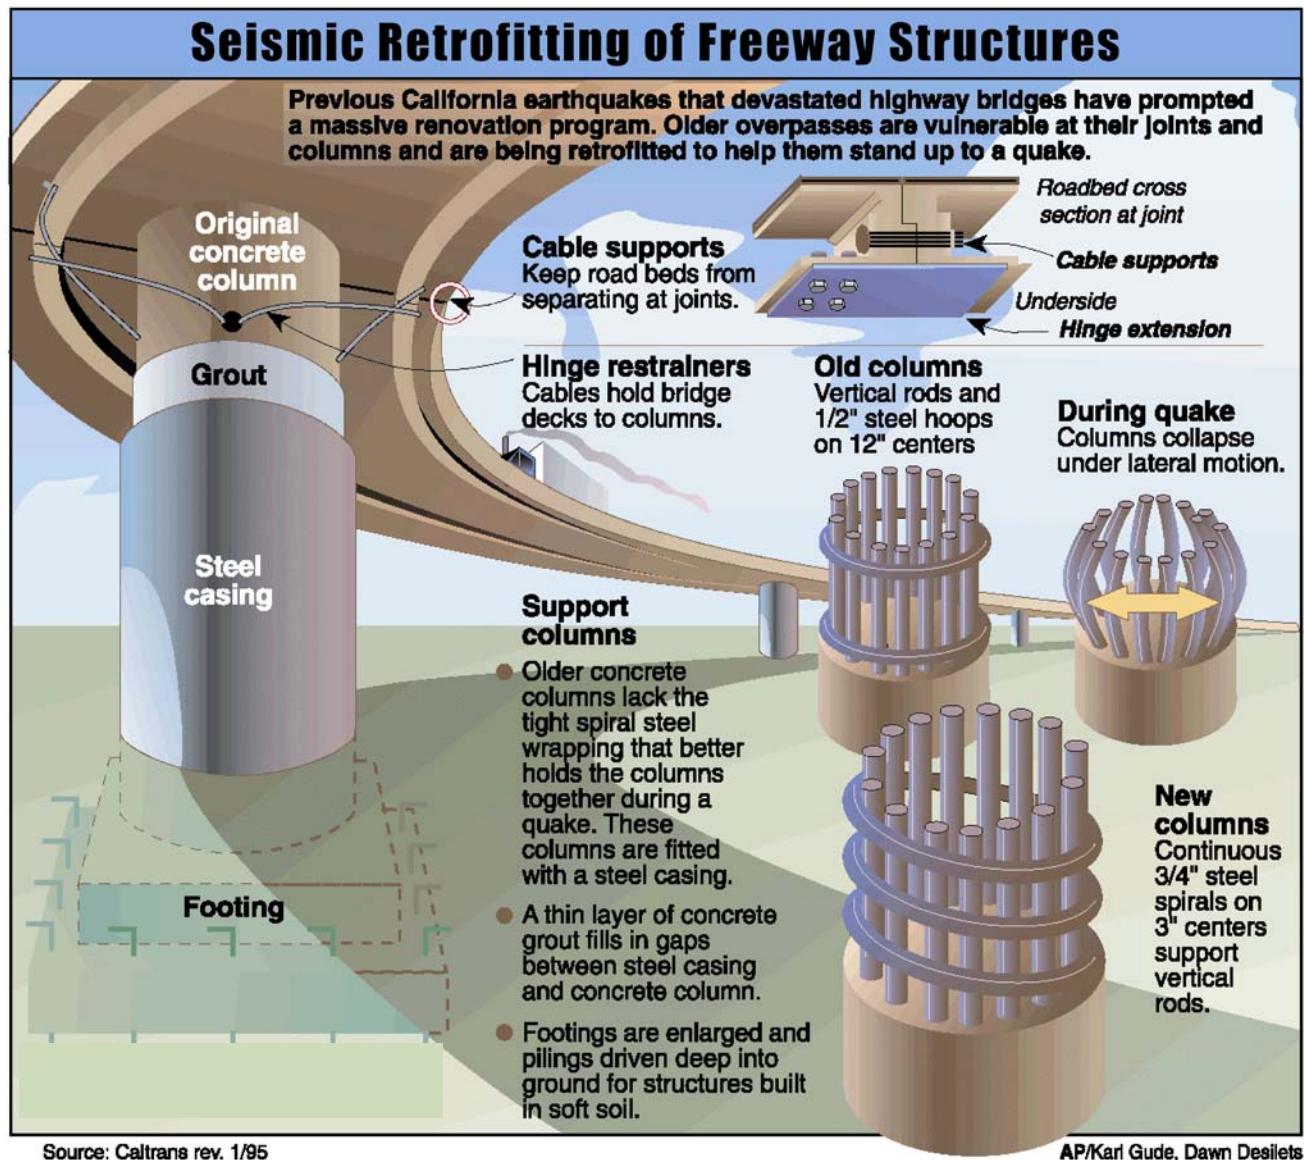 Seismic Retrofitting of Freeway Structures
Previous California earthquakes that devastated highway bridges have prompted
a massive renovation program. Older overpasses are vulnerable at their joints and
columns and are being retrofitted to help them stand up to a quake.
Original
concrete
column
Grout
Steel
casing
Footing
Cable supports
Keep road beds from
separating at joints.
Hinge restrainers
Cables hold bridge
decks to columns.
Roadbed cross
section at joint
Cable supports
Underside
Hinge extension
Old columns
Vertical rods and
1/2" steel hoops
on 12" centers
During quake
Columns collapse
under lateral motion.
Support
columns
Older concrete
columns lack the
tight spiral steel
wrapping that better
holds the columns
together during a
quake. These
columns are fitted
with a steel casing.
A thin layer of concrete
grout fills in gaps
between steel casing
and concrete column.
Footings are enlarged and
pilings driven deep into
ground for structures built
in soft soil.
New
columns
Continuous
3/4" steel
spirals on
3" centers
support
vertical
rods.
Source: Caltrans rev. 1/95
AP/Karl Gude, Dawn Desilets